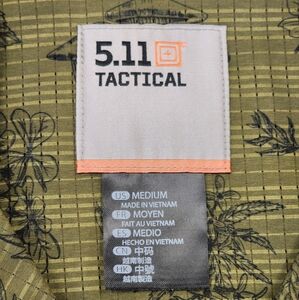 5.11
TACTICAL
US MEDIUM
MADE IN VIETNAM
FR MOYEN
FAIT AU VIETNAM
ES MEDIO
HECHO EN VIETNAM
CN 中码
越南制造
HK 中號
越南製造